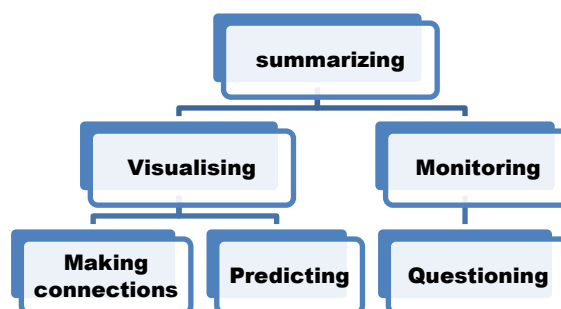 summarizing
Visualising
Monitoring
Making
connections
Predicting
Questioning